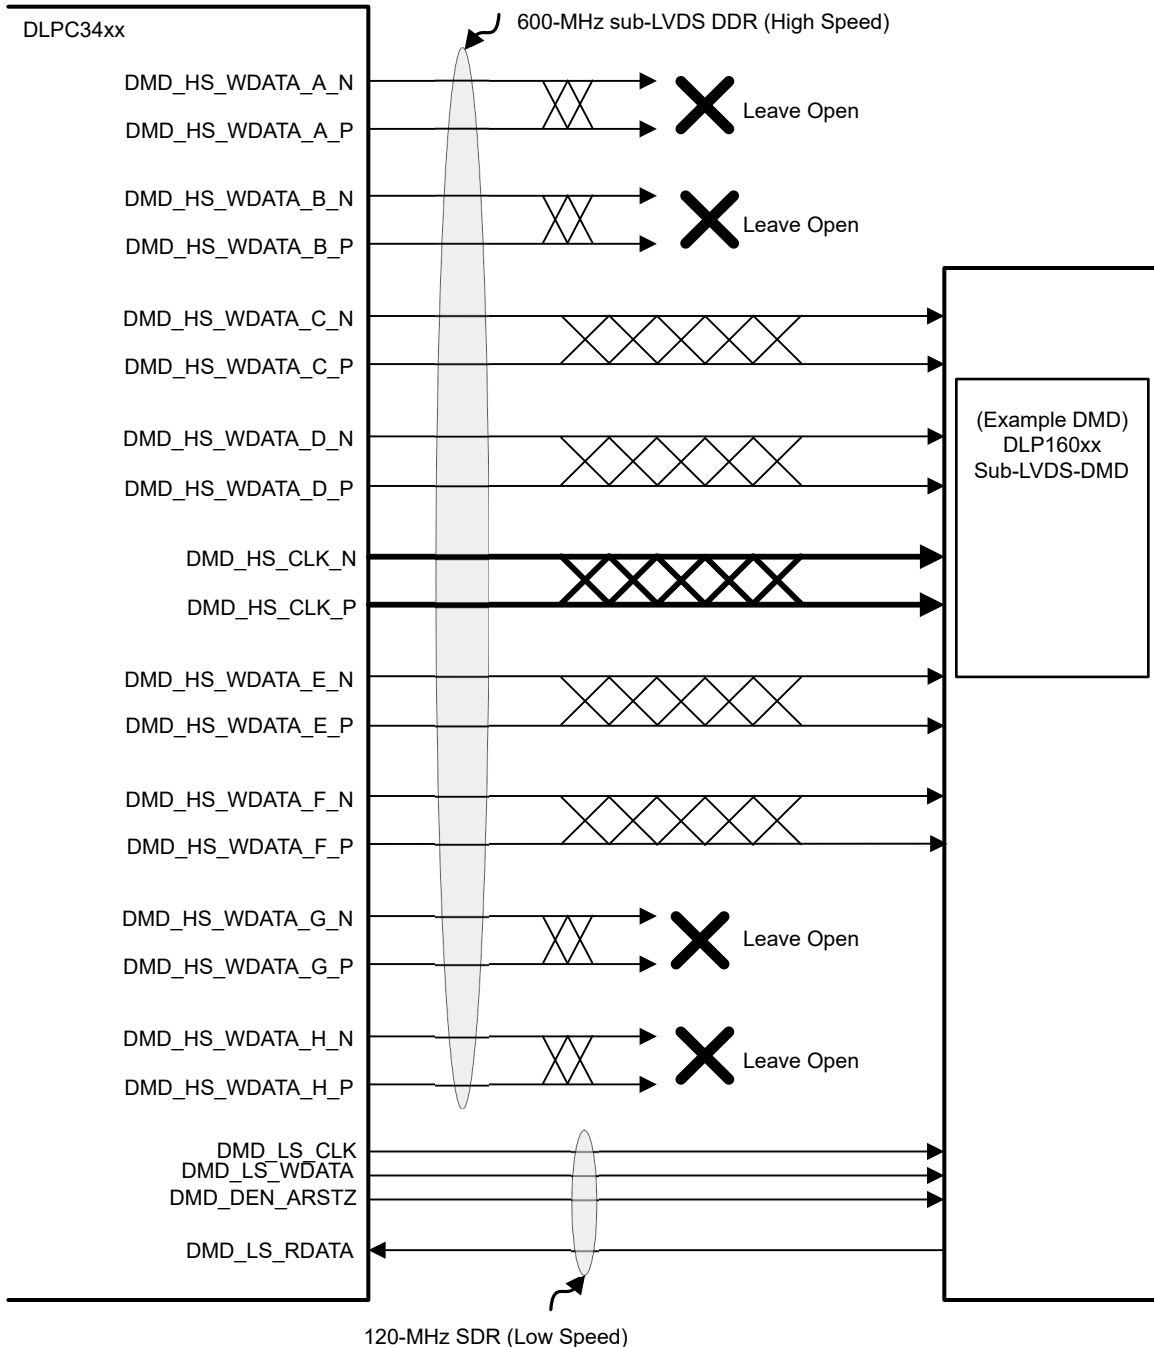 600-MHz sub-LVDS DDR (High Speed)
DLPC34xx
DMD_HS_WDATA_A_N
Leave Open
DMD_HS_WDATA_A_P
DMD_HS_WDATA_B_N
Leave Open
DMD_HS_WDATA_B_P
DMD_HS_WDATA_C_N
DMD_HS_WDATA_C_P
(Example DMD)
DLP160xx
Sub-LVDS-DMD
DMD_HS_WDATA_D_N
DMD_HS_WDATA_D_P
DMD_HS_CLK_N
DMD_HS_CLK_P
DMD_HS_WDATA_E_N
DMD_HS_WDATA_E_P
DMD_HS_WDATA_F_N
DMD_HS_WDATA_F_P
DMD_HS_WDATA_G_N
Leave Open
DMD_HS_WDATA_G_P
DMD_HS_WDATA_H_N
Leave Open
DMD_HS_WDATA_H_P
DMD_LS_CLK
DMD_LS_WDATA
DMD_DEN_ARSTZ
DMD_LS_RDATA
120-MHz SDR (Low Speed)